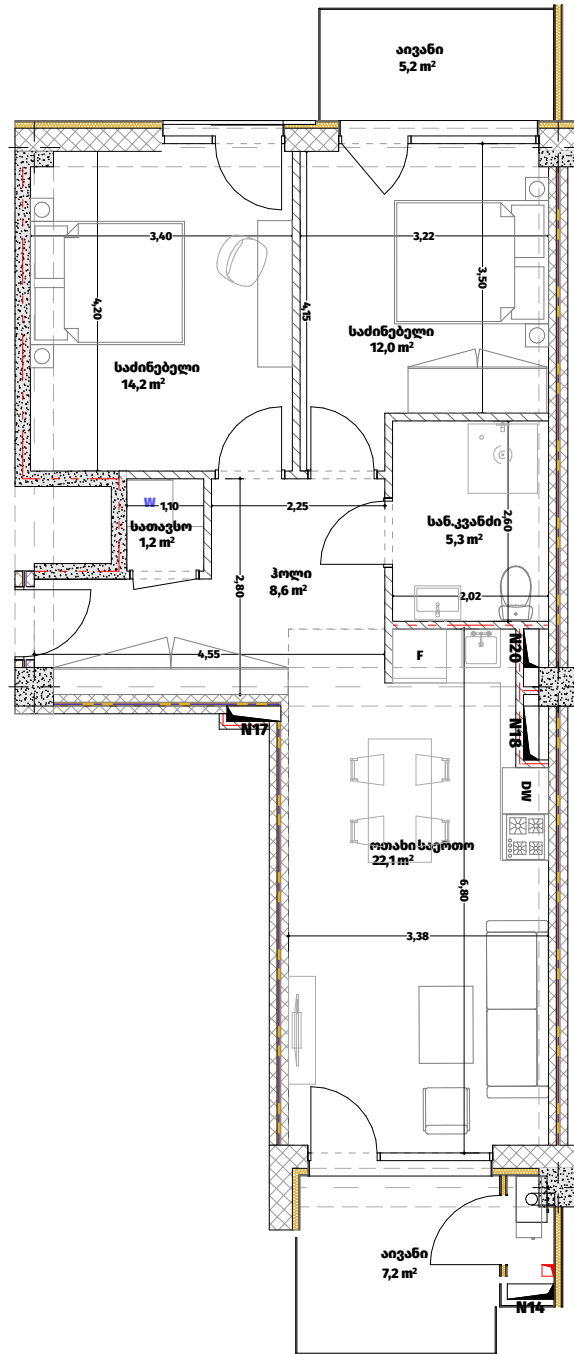 აივანი
5,2 m²
3,40
3,22
3,50
4,20
4,15
საძინებელი
14,2 m²
საძინებელი
12,0 m²
W
1,10
2,25
სათავსო
1,2 m²
სან.კვანძი
5,3 m²
2,60
ჰოლი
8,6 m²
2,80
2,02
4,55
F
N20
N17
N18
DW
ოთახი საერთო
22,1 m²
6,80
3,38
აივანი
7,2 m²
N14